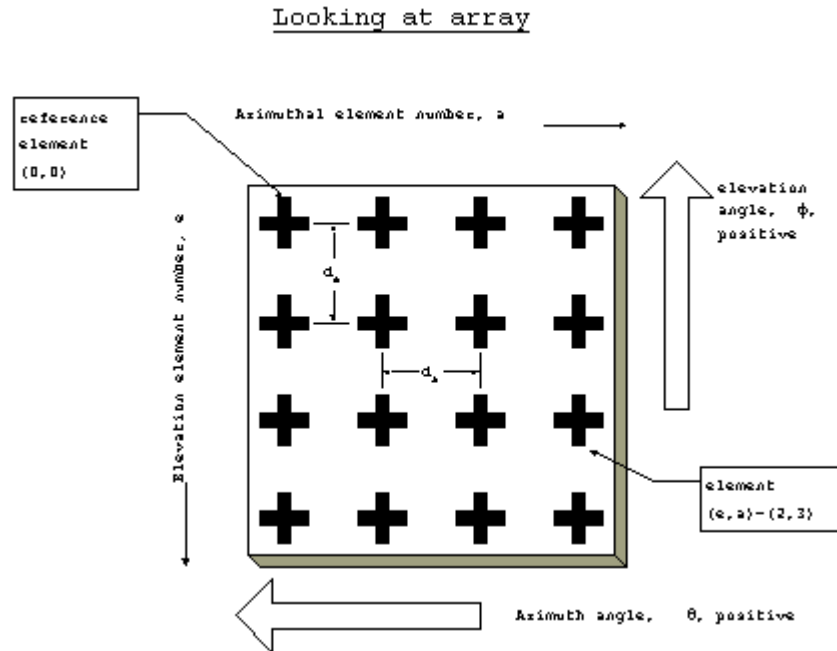 Looking at array
reference
element
(0,0)
Azimuthal element number, a
elevation
angle, ϕ,
positive
Elevation element number, e
d
d
element
(e,a)-(2,3)
Azimuth angle, θ, positive